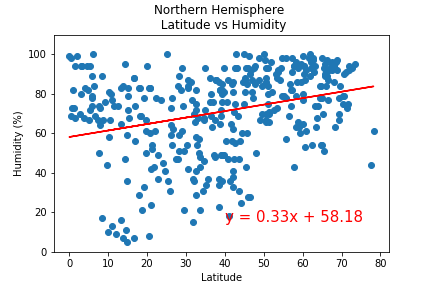 Northern Hemisphere
Latitude vs Humidity
100
80
60
40
20
0
Humidity (%)
y = 0.33x + 58.18
0 10 20 30 40 50 60 70 80
Latitude